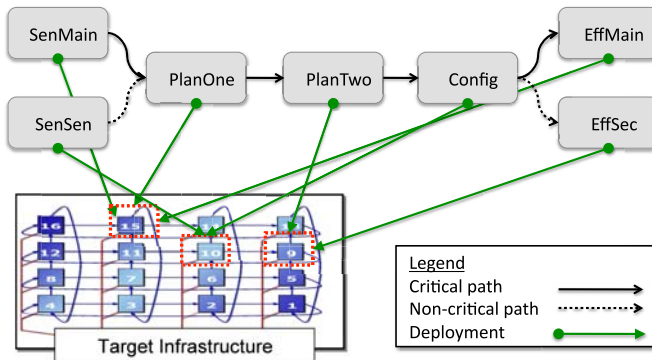 SenMain
EffMain
PlanOne
PlanTwo
Config
SenSen
EffSec
16
15
12
11
10
9
8
7
6
5
4
3
2
1
Target Infrastructure
Legend
Critical path
Non-critical path
Deployment